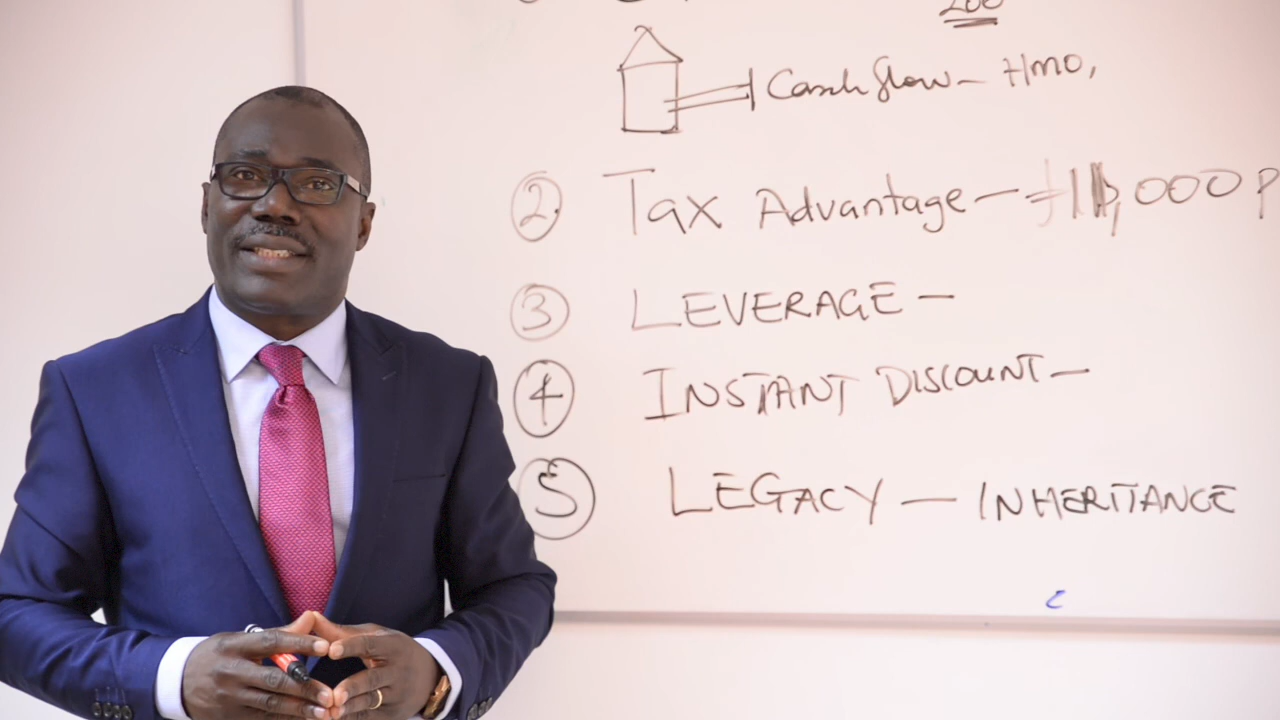 Cash flow – HMO,
② Tax Advantage –
③ LEVERAGE –
④ INSTANT DISCOUNT –
⑤ LEGACY – INHERITANCE